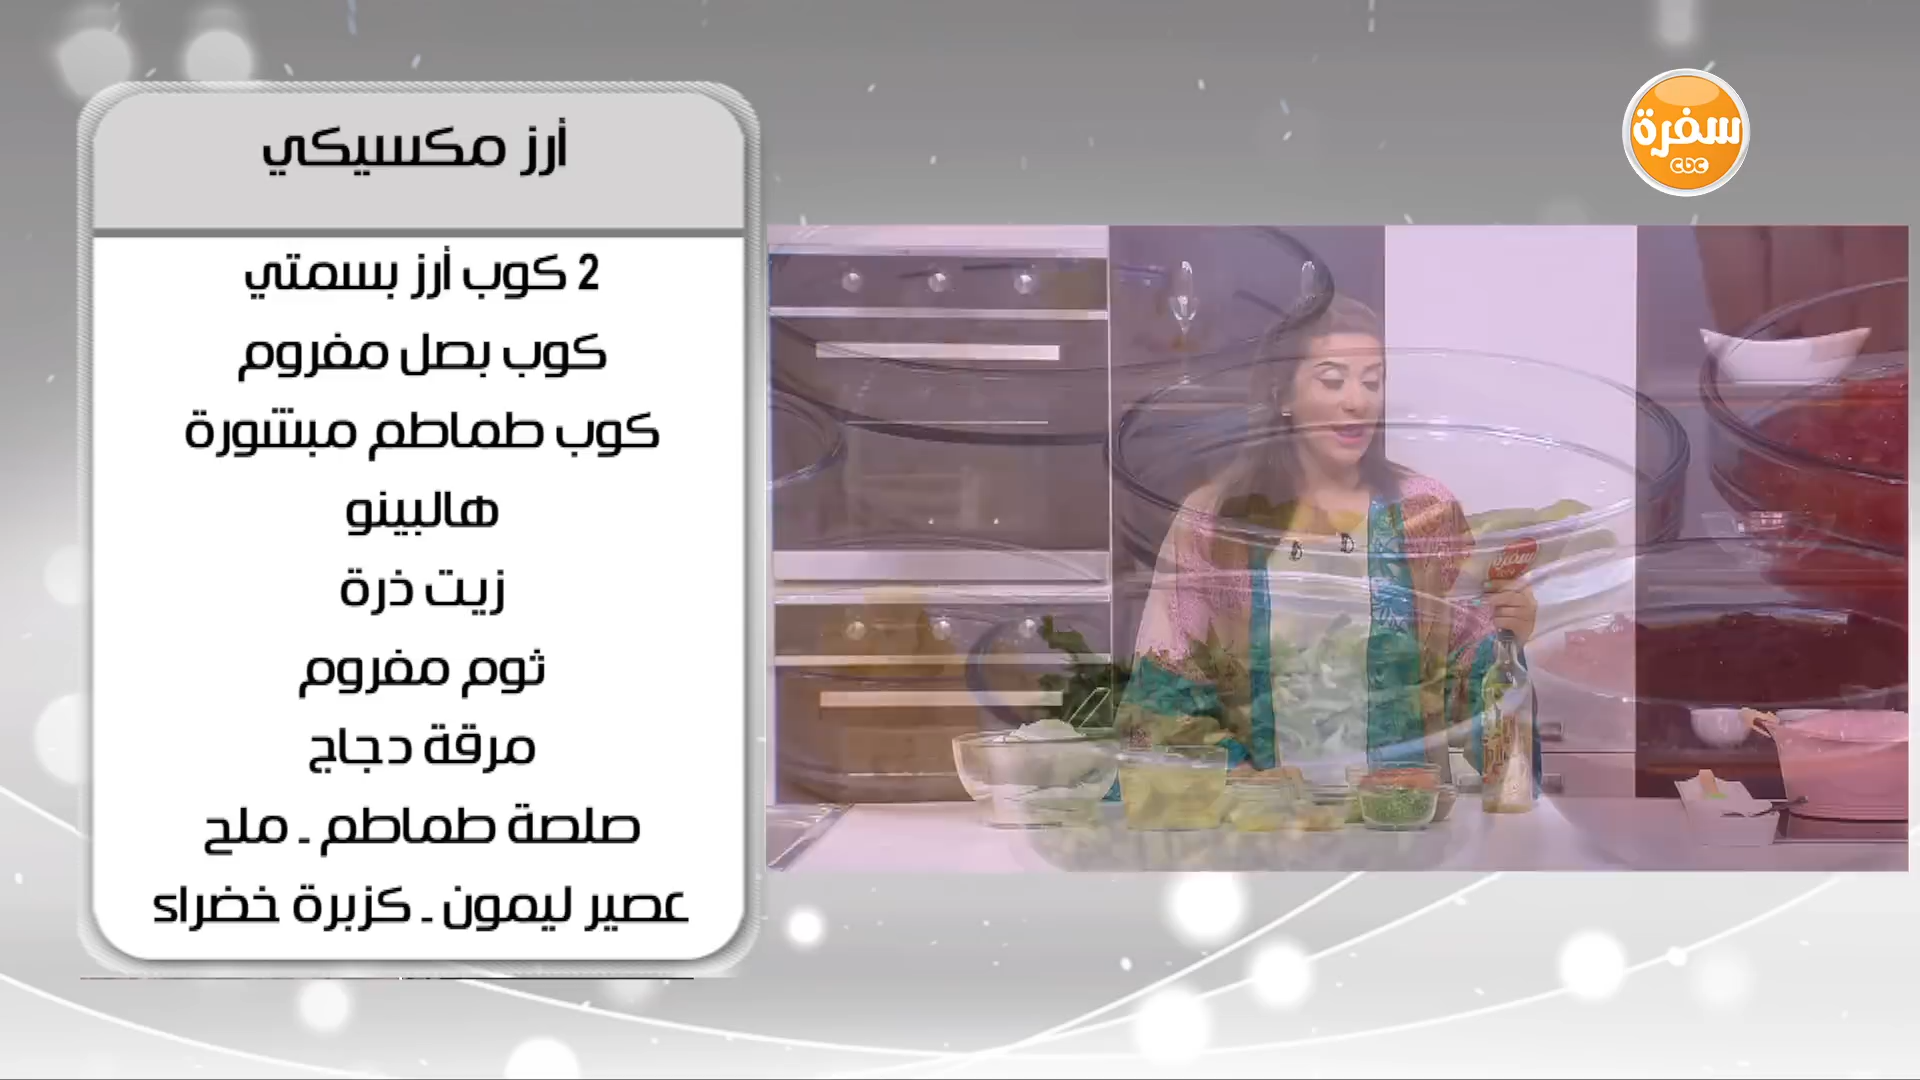 أرز مكسيكي
2 كوب أرز بسمتي
كوب بصل مفروم
كوب طماطم مبشورة
هالبينو
زيت ذرة
ثوم مفروم
مرقة دجاج
صلصة طماطم - ملح
عصير ليمون - كزبرة خضراء
سفرة
cbc
سفرة